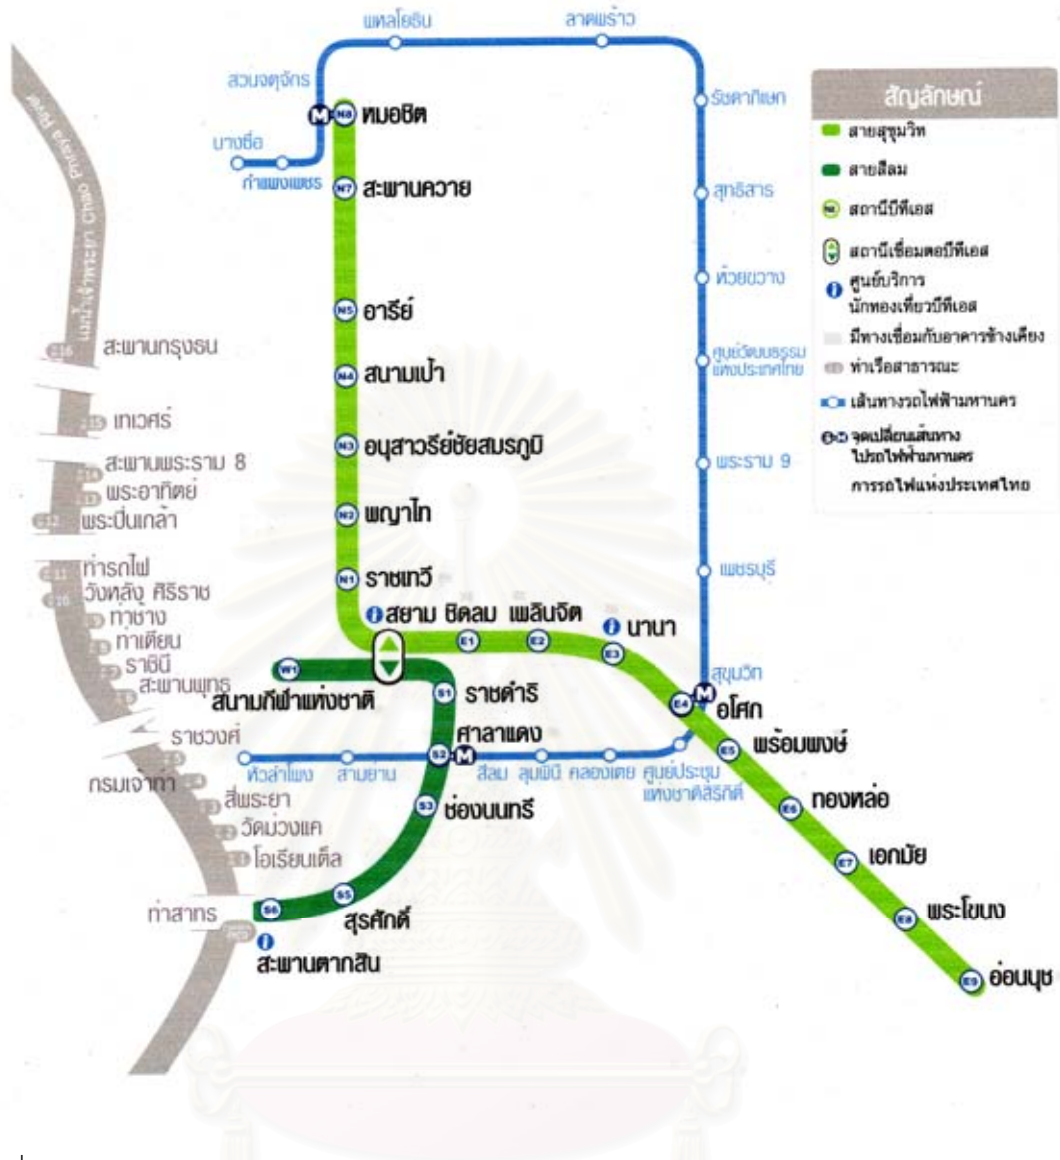 พหลโยธิน
ลาดพร้าว
สวนจตุจักร
รัชดาภิเษก
M
N8
หมอชิต
บางซื่อ
กำแพงเพชร
N7
สะพานควาย
สุทธิสาร
ห้วยขวาง
N5
อารีย์
แม่น้ำเจ้าพระยา Chao Phraya River
สะพานกรุงธน
ศูนย์วัฒนธรรม
แห่งประเทศไทย
N4
สนามเป้า
เทเวศร์
N3
อนุสาวรีย์ชัยสมรภูมิ
สะพานพระราม 8
พระราม 9
พระอาทิตย์
พระปิ่นเกล้า
N2
พญาไท
ท่ารถไฟ
N1
ราชเทวี
เพชรบุรี
วังหลัง ศิริราช
ท่าช้าง
สยาม
ชิดลม
เพลินจิต
นานา
E1
E2
E3
ท่าเตียน
ราชินี
สะพานพุทธ
W1
สนามกีฬาแห่งชาติ
S1
ราชดำริ
สุขุมวิท
M
E4
อโศก
ราชวงศ์
ศาลาแดง
S2
M
E5
พร้อมพงษ์
หัวลำโพง
สามย่าน
สีลม
ลุมพินี
คลองเตย
ศูนย์ประชุม
แห่งชาติสิริกิติ์
กรมเจ้าท่า
สี่พระยา
S3
ช่องนนทรี
E6
ทองหล่อ
วัดม่วงแค
โอเรียนเต็ล
E7
เอกมัย
ท่าสาทร
S6
S5
สุรศักดิ์
E8
พระโขนง
สะพานตากสิน
E9
อ่อนนุช
สัญลักษณ์
สายสุขุมวิท
สายสีลม
สถานีบีทีเอส
สถานีเชื่อมต่อบีทีเอส
ศูนย์บริการ
นักท่องเที่ยวบีทีเอส
มีทางเชื่อมกับอาคารข้างเคียง
ท่าเรือสาธารณะ
เส้นทางรถไฟฟ้ามหานคร
จุดเปลี่ยนเส้นทาง
ไปรถไฟฟ้ามหานคร
การรถไฟแห่งประเทศไทย